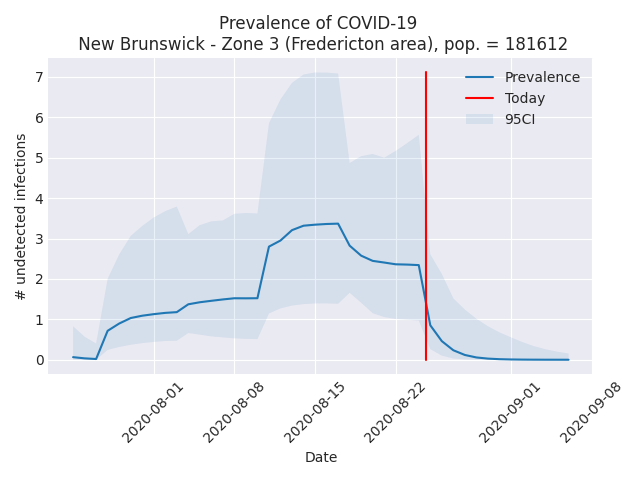 Prevalence of COVID-19
New Brunswick - Zone 3 (Fredericton area), pop. = 181612
7
6
5
4
3
2
1
0
# undetected infections
Prevalence
Today
95CI
2020-08-01
2020-08-08
2020-08-15
2020-08-22
2020-09-01
2020-09-08
Date